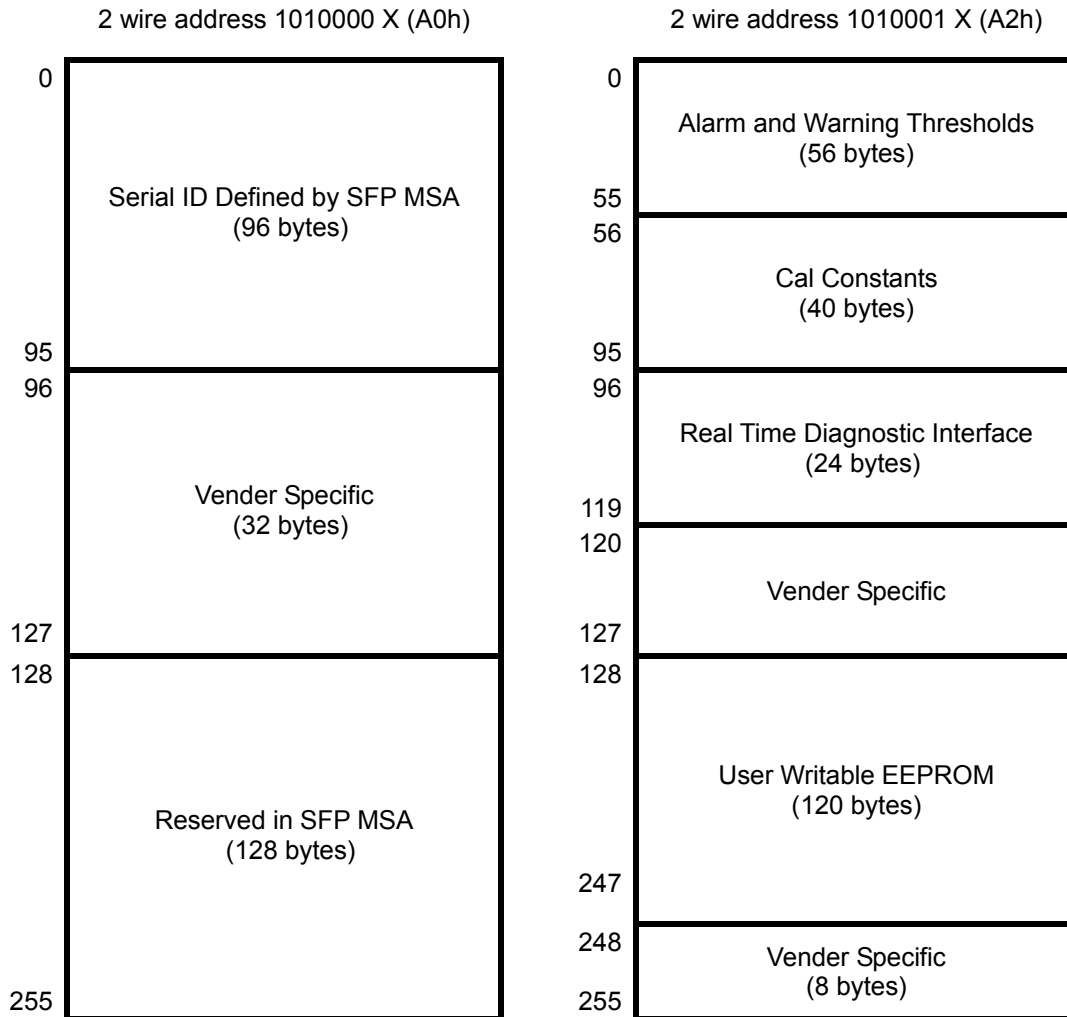 2 wire address 1010000 X (A0h)
0
Serial ID Defined by SFP MSA
(96 bytes)
95
96
Vender Specific
(32 bytes)
127
128
Reserved in SFP MSA
(128 bytes)
255
2 wire address 1010001 X (A2h)
0
Alarm and Warning Thresholds
(56 bytes)
55
56
Cal Constants
(40 bytes)
95
96
Real Time Diagnostic Interface
(24 bytes)
119
120
Vender Specific
127
128
User Writable EEPROM
(120 bytes)
247
248
Vender Specific
(8 bytes)
255